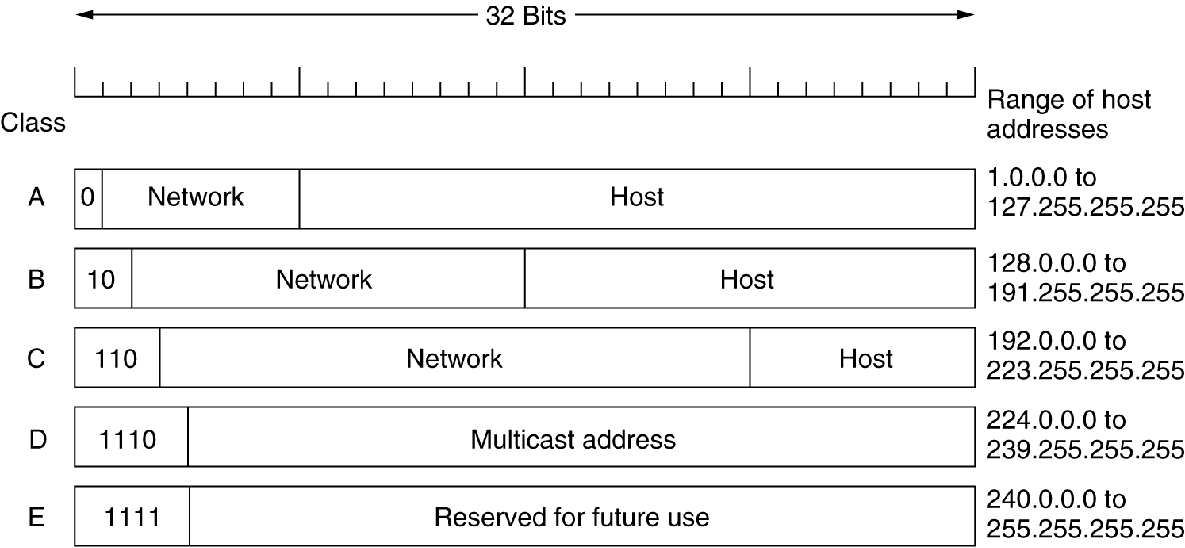 32 Bits
Range of host
addresses
Class
A 0 Network Host 1.0.0.0 to
127.255.255.255
B 10 Network Host 128.0.0.0 to
191.255.255.255
C 110 Network Host 192.0.0.0 to
223.255.255.255
D 1110 Multicast address 224.0.0.0 to
239.255.255.255
E 1111 Reserved for future use 240.0.0.0 to
255.255.255.255